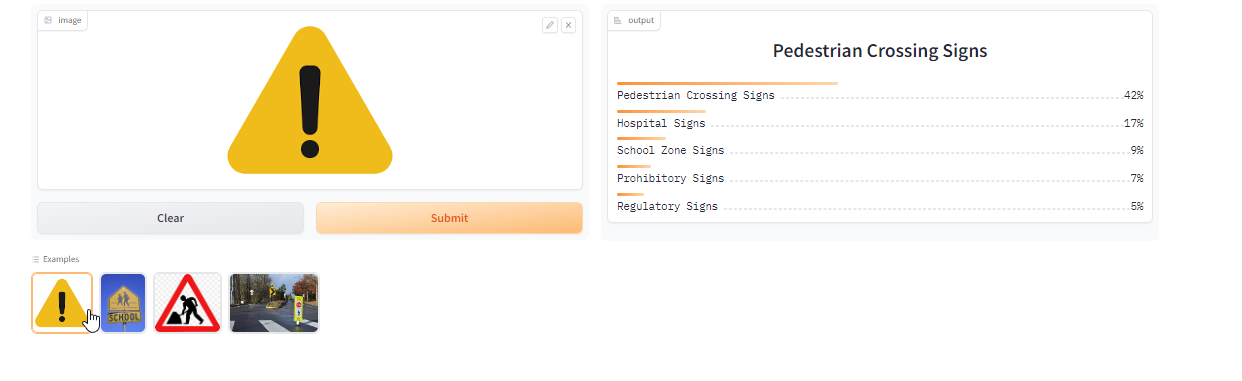 image
Clear
Submit
Examples
SCHOOL
output
Pedestrian Crossing Signs
Pedestrian Crossing Signs 42%
Hospital Signs 17%
School Zone Signs 9%
Prohibitory Signs 7%
Regulatory Signs 5%